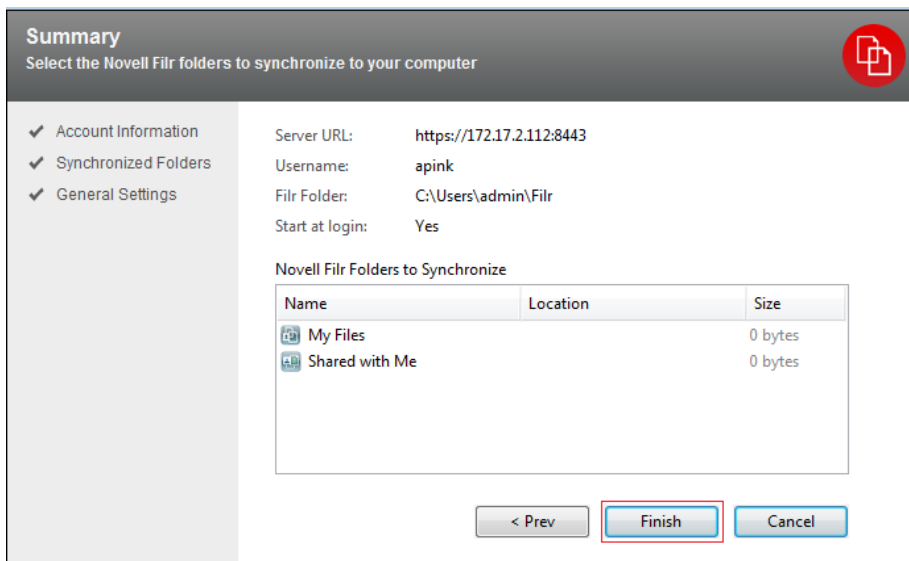 Summary
Select the Novell Filr folders to synchronize to your computer
Account Information
Synchronized Folders
General Settings
Server URL: https://172.17.2.112:8443
Username: apink
Filr Folder: C:\Users\admin\Filr
Start at login: Yes
Novell Filr Folders to Synchronize
Name Location Size
My Files 0 bytes
Shared with Me 0 bytes
< Prev Finish Cancel